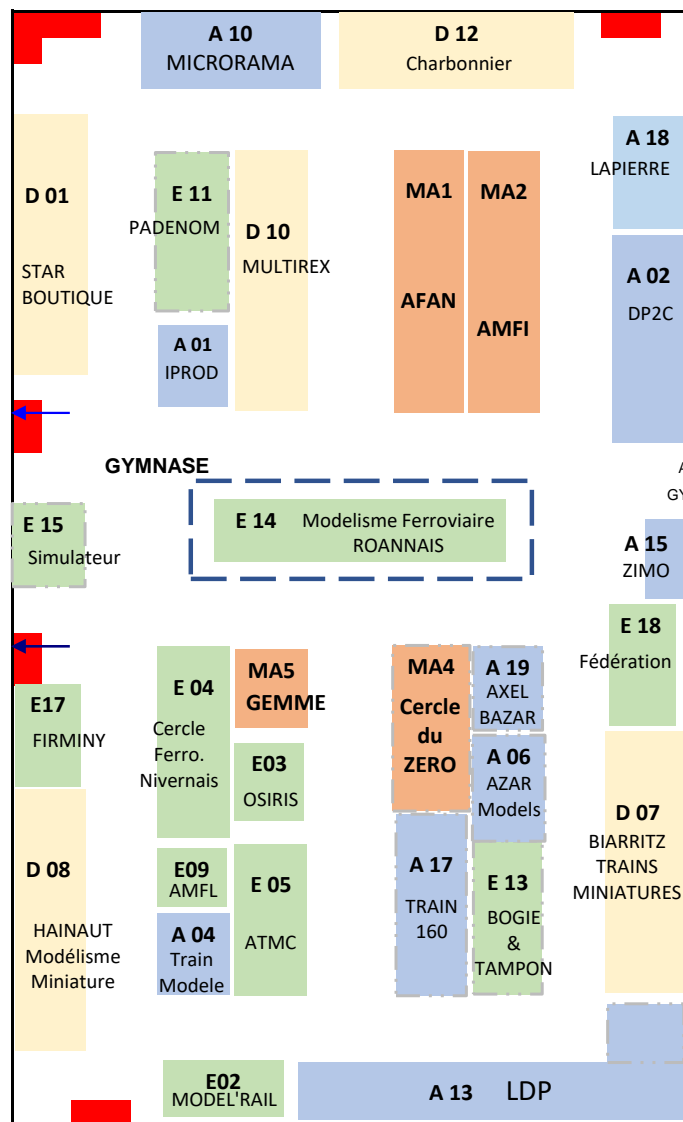 A 10
MICRORAMA
D 12
Charbonnier
A 18
LAPIERRE
D 01
STAR
BOUTIQUE
E 11
PADENOM
D 10
MULTIREX
MA1
AFAN
MA2
AMFI
A 02
DP2C
A 01
IPROD
GYMNASE
A
GY
E 14 Modelisme Ferroviaire
ROANNAIS
E 15
Simulateur
A 15
ZIMO
E 18
Fédération
E17
FIRMINY
E 04
Cercle
Ferro.
Nivernais
MA5
GEMME
E03
OSIRIS
MA4
Cercle
du
ZERO
A 19
AXEL
BAZAR
A 06
AZAR
Models
D 07
BIARRITZ
TRAINS
MINIATURES
D 08
HAINAUT
Modélisme
Miniature
E09
AMFL
A 04
Train
Modele
E 05
ATMC
A 17
TRAIN
160
E 13
BOGIE
&
TAMPON
E02
MODEL'RAIL
A 13 LDP